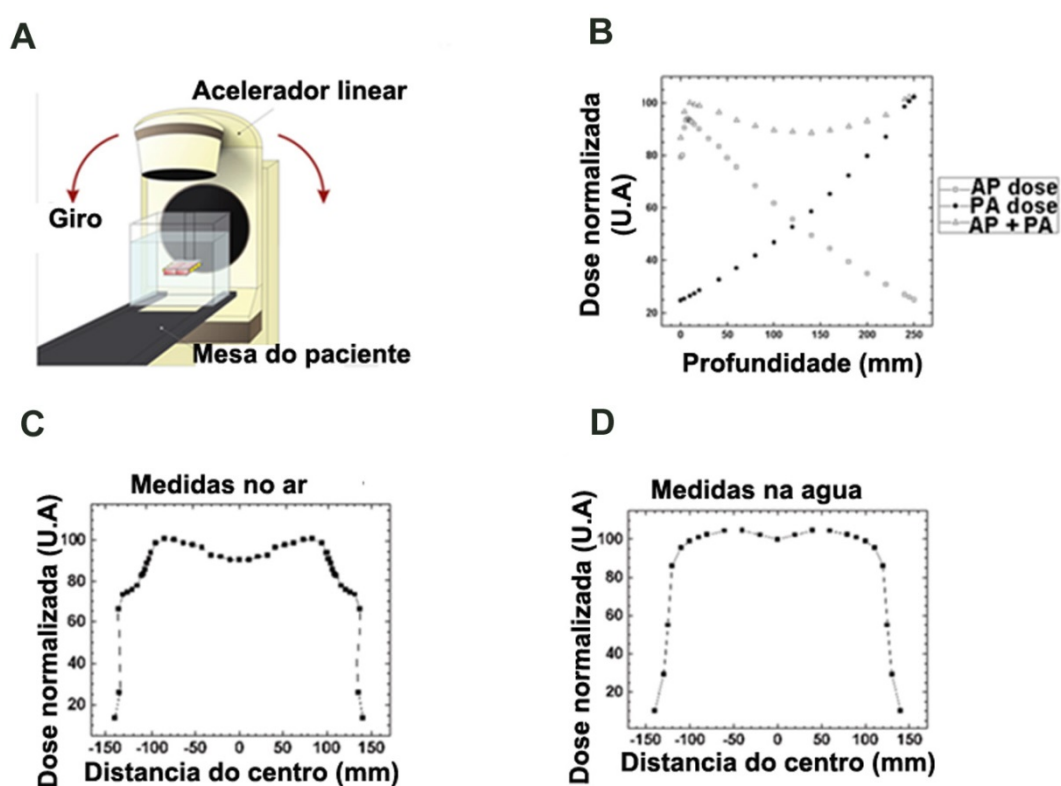 A
Acelerador linear
Giro
Mesa do paciente
B
Dose normalizada
(U.A)
100
80
60
40
20
0
50
100
150
200
250
Profundidade (mm)
AP dose
PA dose
AP + PA
C
Medidas no ar
Dose normalizada (U.A)
100
80
60
40
20
-150
-100
-50
0
50
100
150
Distancia do centro (mm)
D
Medidas na agua
Dose normalizada (U.A)
100
80
60
40
20
-150
-100
-50
0
50
100
150
Distancia do centro (mm)